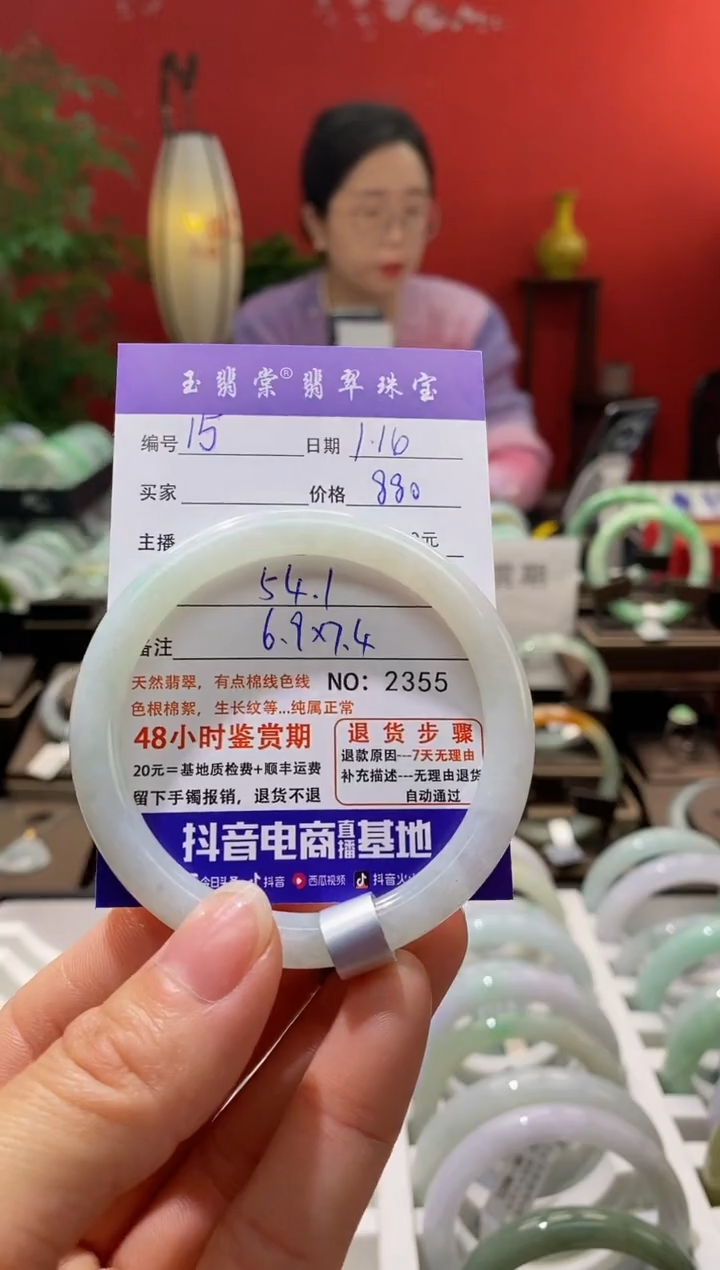 玉翡棠® 翡翠珠宝
编号 15 日期 1.16
买家 价格 880
主播 元
54.1
备注 6.9×7.4
天然翡翠，有点棉线色线 NO: 2355
色根棉絮，生长纹等...纯属正常
48小时鉴赏期
20元=基地质检费+顺丰运费
留下手镯报销，退货不退
退货步骤
退款原因---7天无理由
补充描述---无理由退货
自动通过
抖音电商直播基地
今日头条 抖音 西瓜视频 抖音火山